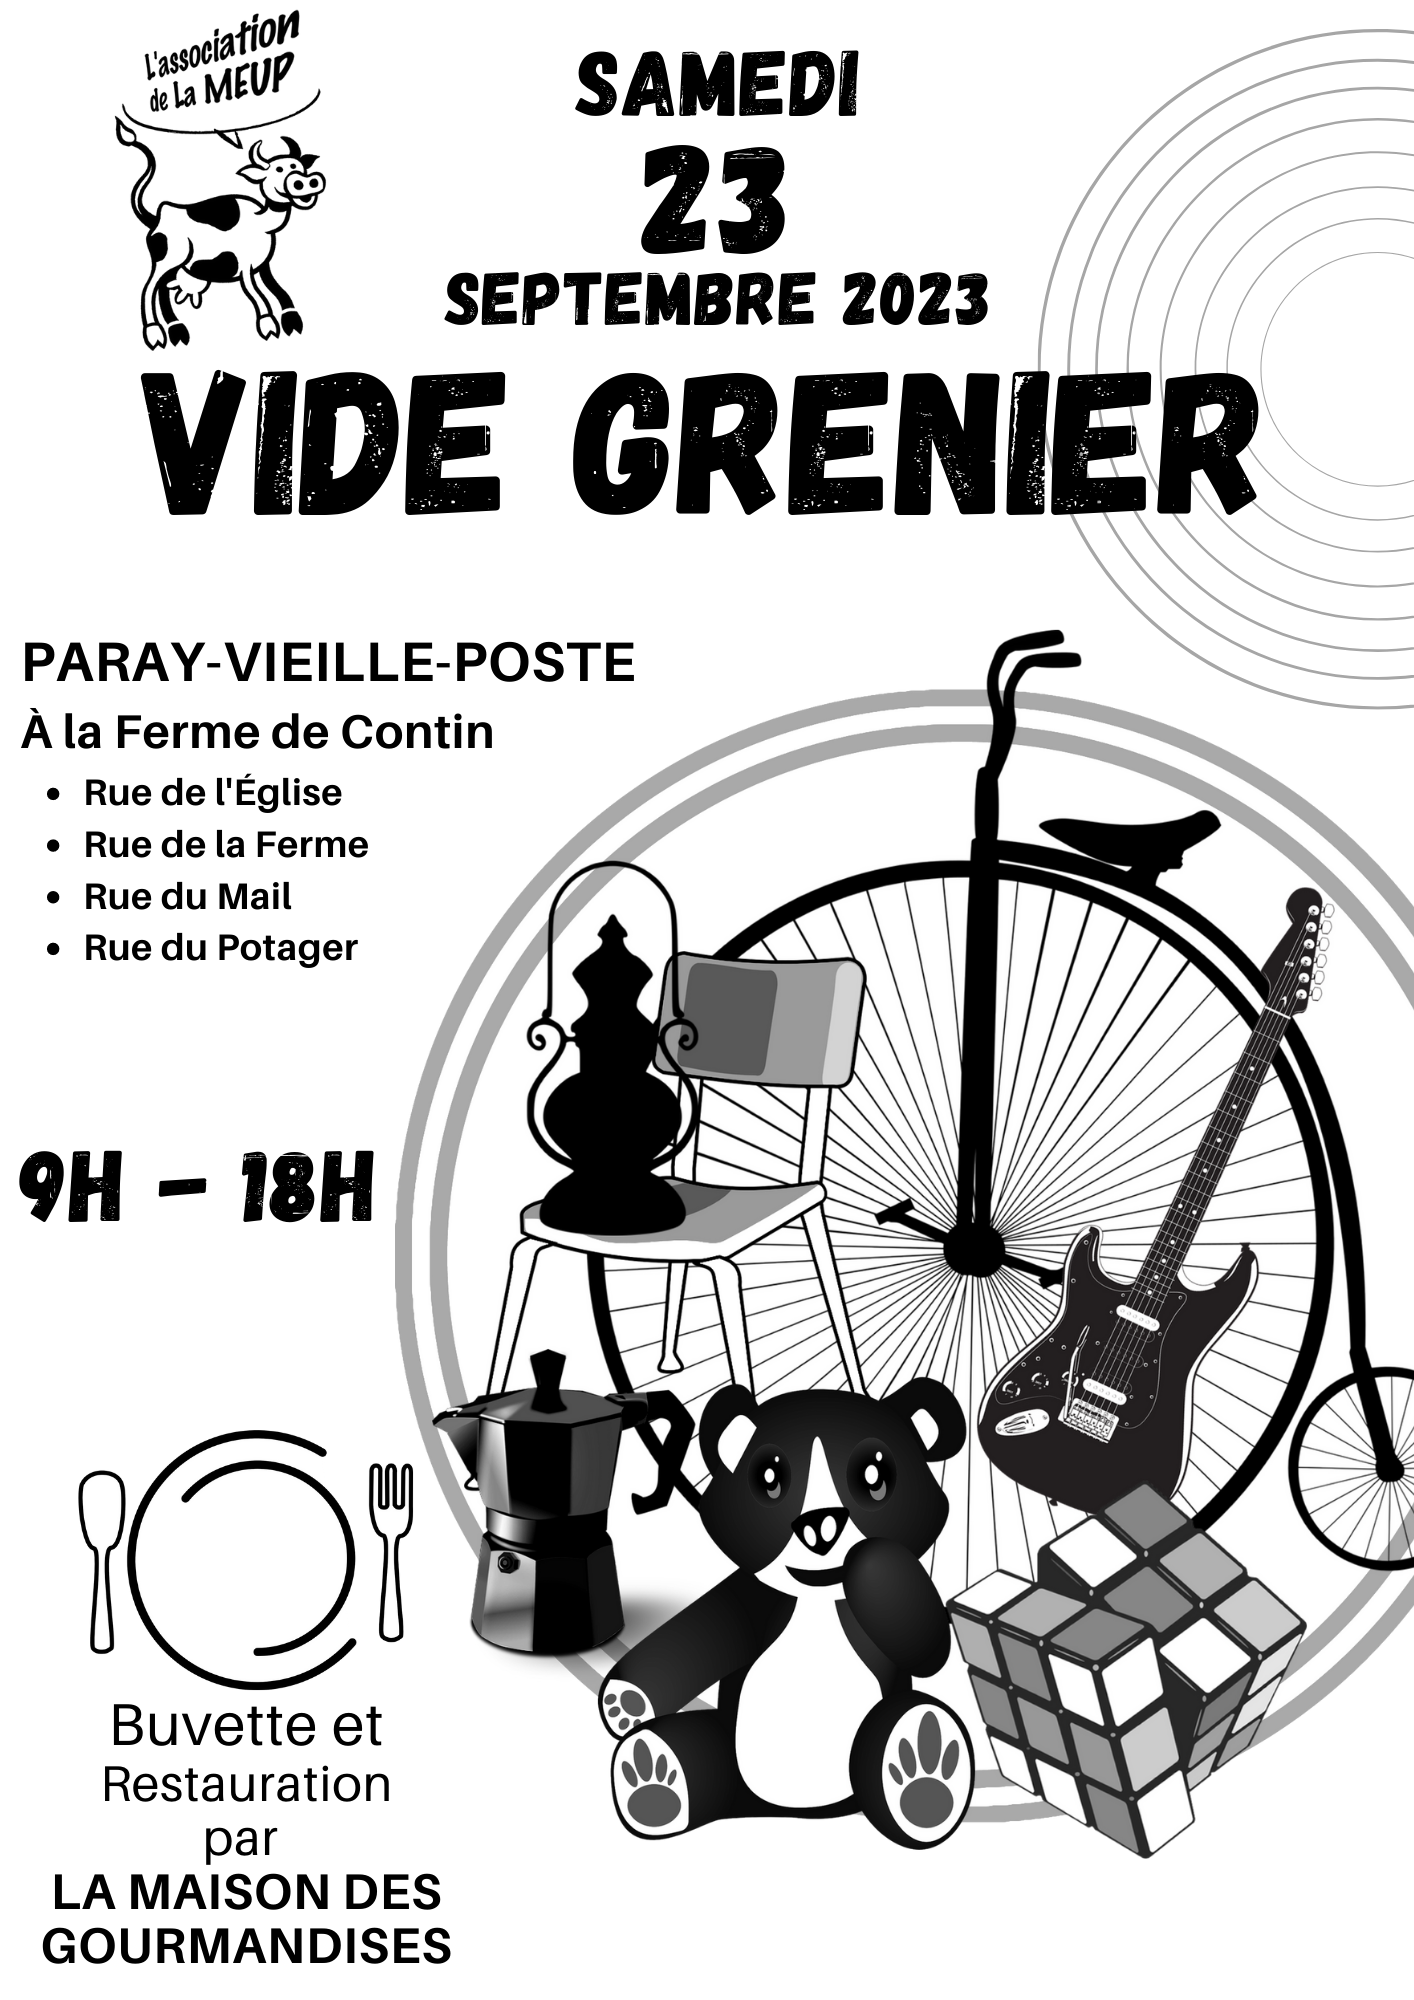 L'association
de La MEUP
SAMEDI
23
SEPTEMBRE 2023
VIDE GRENIER
PARAY-VIEILLE-POSTE
À la Ferme de Contin
• Rue de l'Église
• Rue de la Ferme
• Rue du Mail
• Rue du Potager
9H – 18H
Buvette et
Restauration
par
LA MAISON DES
GOURMANDISES